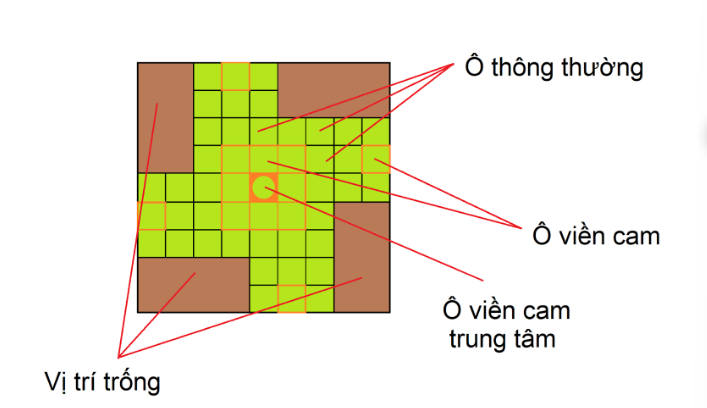 Ô thông thường
Ô viền cam
Ô viền cam
trung tâm
Vị trí trống